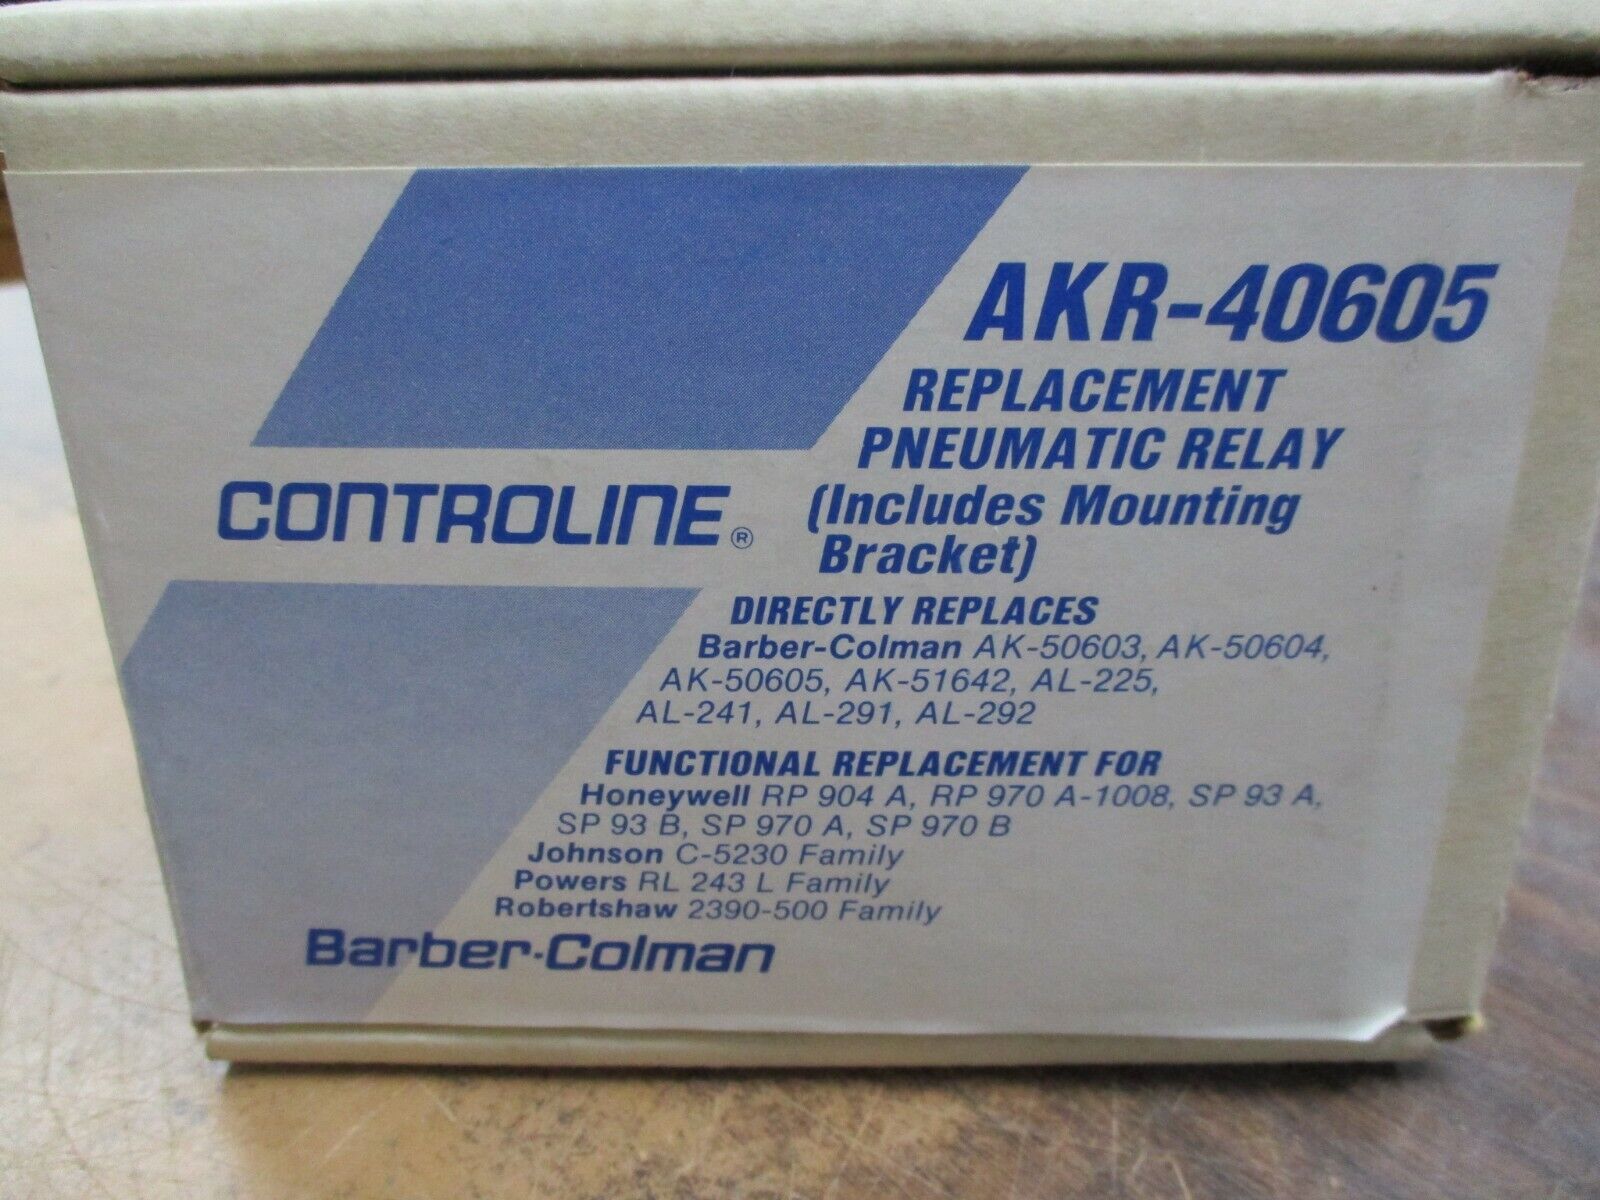 AKR-40605
REPLACEMENT
PNEUMATIC RELAY
CONTROLINE®
(Includes Mounting
Bracket)
DIRECTLY REPLACES
Barber-Colman AK-50603, AK-50604,
AK-50605, AK-51642, AL-225,
AL-241, AL-291, AL-292
FUNCTIONAL REPLACEMENT FOR
Honeywell RP 904 A, RP 970 A-1008, SP 93 A,
SP 93 B, SP 970 A, SP 970 B
Johnson C-5230 Family
Powers RL 243 L Family
Robertshaw 2390-500 Family
Barber-Colman